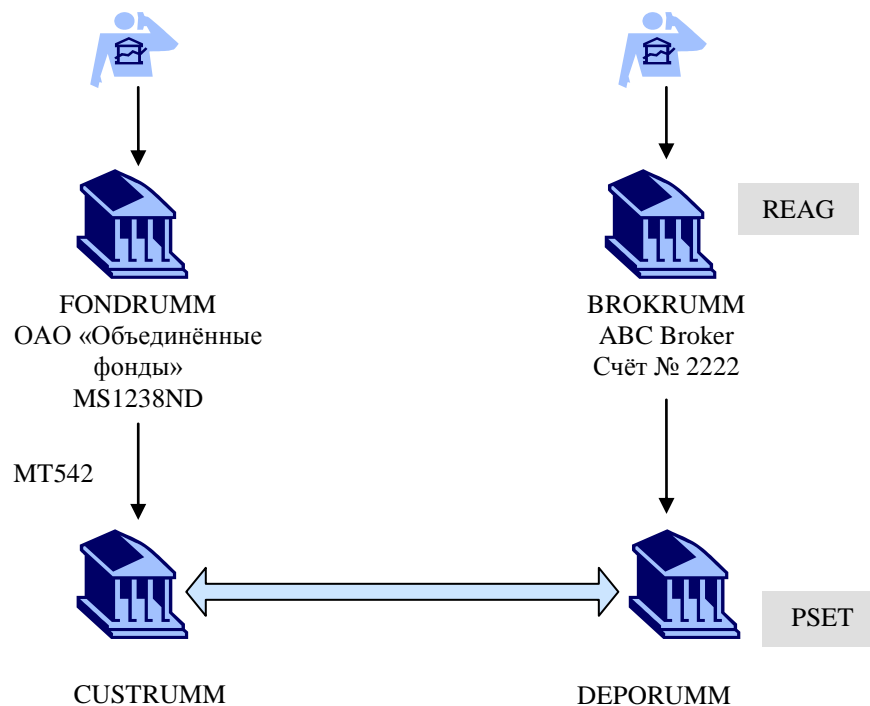 REAG
FONDRUMM
ОАО «Объединённые
фонды»
MS1238ND
BROKRUMM
ABC Broker
Счёт № 2222
MT542
PSET
CUSTRUMM
DEPORUMM